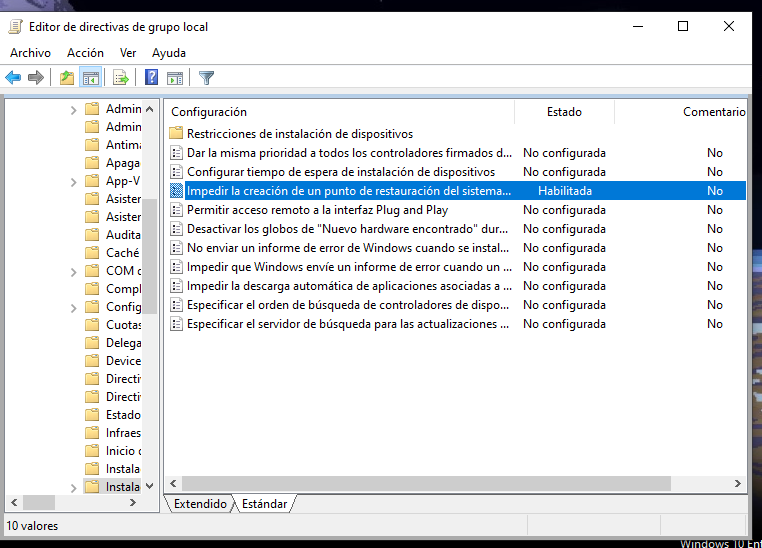 Editor de directivas de grupo local
Archivo Acción Ver Ayuda
Configuración Estado Comentario
Admin
Admin
Antima
Apaga
App-V
Asisten
Asisten
Audita
Caché
COM c
Compl
Config
Cuotas
Delega
Device
Directi
Directi
Estado
Infraes
Inicio d
Instala
Instala
Restricciones de instalación de dispositivos
Dar la misma prioridad a todos los controladores firmados d... No configurada No
Configurar tiempo de espera de instalación de dispositivos No configurada No
Impedir la creación de un punto de restauración del sistema... Habilitada No
Permitir acceso remoto a la interfaz Plug and Play No configurada No
Desactivar los globos de "Nuevo hardware encontrado" dur... No configurada No
No enviar un informe de error de Windows cuando se instal... No configurada No
Impedir que Windows envíe un informe de error cuando un ... No configurada No
Impedir la descarga automática de aplicaciones asociadas a ... No configurada No
Especificar el orden de búsqueda de controladores de dispo... No configurada No
Especificar el servidor de búsqueda para las actualizaciones ... No configurada No
Extendido Estándar
10 valores
Windows 10 Ent